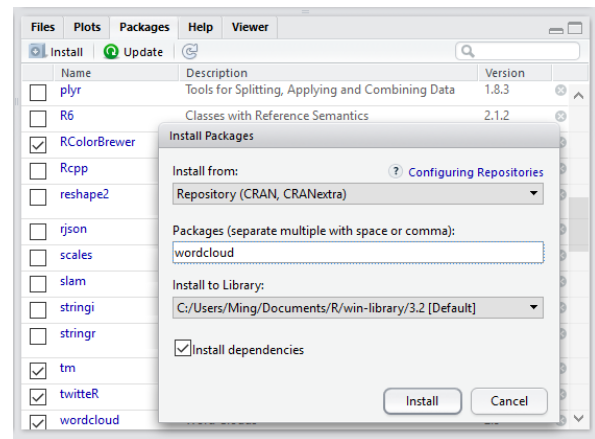 Files Plots Packages Help Viewer
Install Update
Name Description Version
plyr Tools for Splitting, Applying and Combining Data 1.8.3
R6 Classes with Reference Semantics 2.1.2
RColorBrewer
Rcpp
reshape2
rjson
scales
slam
stringi
stringr
tm
twitteR
wordcloud
Install Packages
Install from: ? Configuring Repositories
Repository (CRAN, CRANextra)
Packages (separate multiple with space or comma):
wordcloud
Install to Library:
C:/Users/Ming/Documents/R/win-library/3.2 [Default]
Install dependencies
Install Cancel